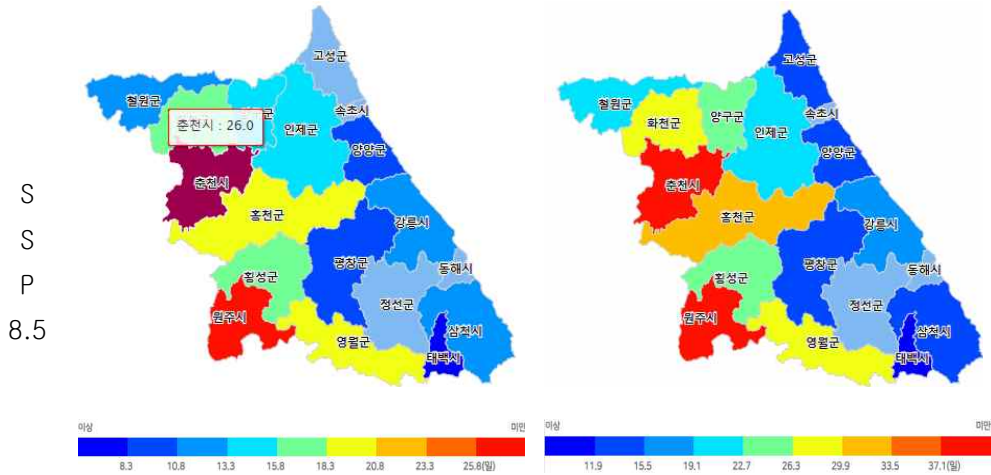 S
S
P
8.5
고성군
철원군
속초시
춘천시 : 26.0
인제군
양양군
춘천시
홍천군
강릉시
횡성군
평창군
동해시
정선군
원주시
영월군
삼척시
태백시
이상
미만
8.3 10.8 13.3 15.8 18.3 20.8 23.3 25.8(일)
고성군
철원군
속초시
화천군
양구군
인제군
양양군
춘천시
홍천군
강릉시
횡성군
평창군
동해시
정선군
원주시
영월군
삼척시
태백시
이상
미만
11.9 15.5 19.1 22.7 26.3 29.9 33.5 37.1(일)